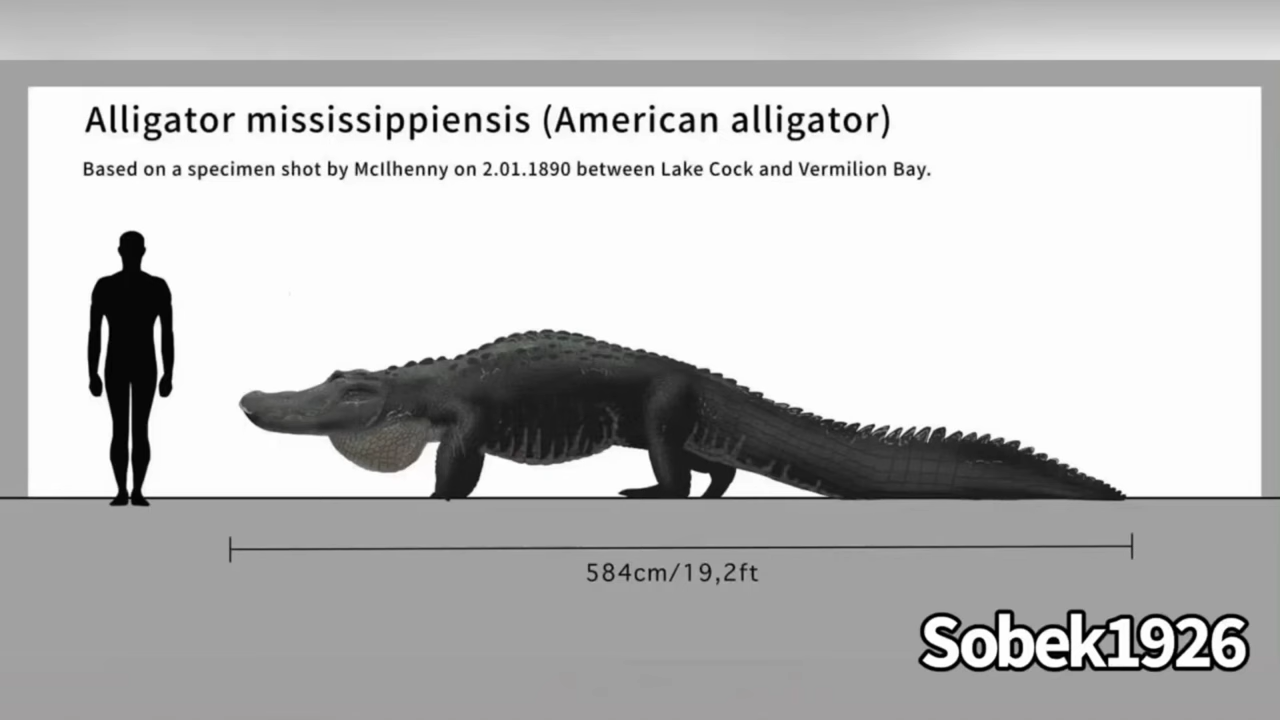 Alligator mississippiensis (American alligator)
Based on a specimen shot by McIlhenny on 2.01.1890 between Lake Cock and Vermilion Bay.
584cm/19,2ft
Sobek1926